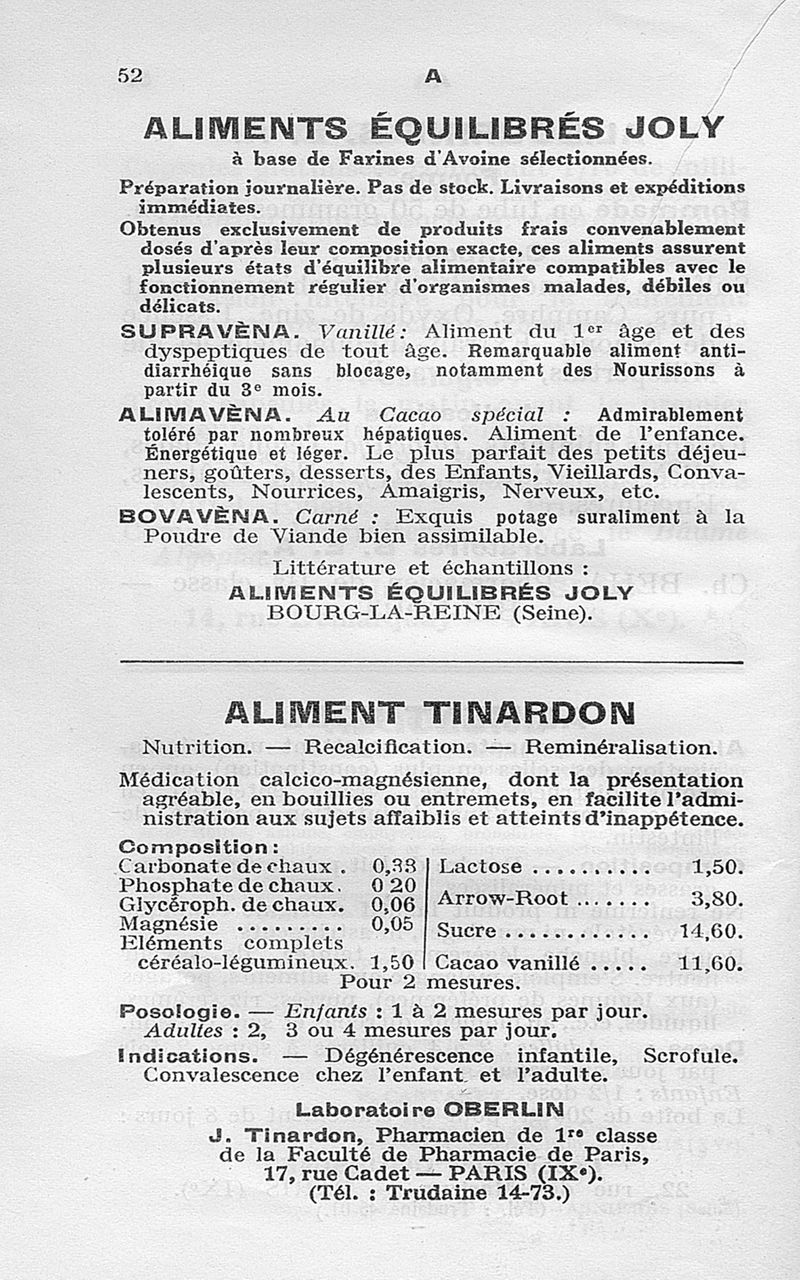 52
A
ALIMENTS ÉQUILIBRÉS JOLY
à base de Farines d'Avoine sélectionnées.
Préparation journalière. Pas de stock. Livraisons et expéditions
immédiates.
Obtenus exclusivement de produits frais convenablement
dosés d'après leur composition exacte, ces aliments assurent
plusieurs états d'équilibre alimentaire compatibles avec le
fonctionnement régulier d'organismes malades, débiles ou
délicats.
SUPRAVÈNA. Vanillé : Aliment du 1er âge et des
dyspeptiques de tout âge. Remarquable aliment anti-
diarrhéique sans blocage, notamment des Nourissons à
partir du 3e mois.
ALIMAVÈNA. Au Cacao spécial : Admirablement
toléré par nombreux hépatiques. Aliment de l'enfance.
Énergétique et léger. Le plus parfait des petits déjeu-
ners, goûters, desserts, des Enfants, Vieillards, Conva-
lescents, Nourrices, Amaigris, Nerveux, etc.
BOVAVÈNA. Carné : Exquis potage suraliment à la
Poudre de Viande bien assimilable.
Littérature et échantillons :
ALIMENTS ÉQUILIBRÉS JOLY
BOURG-LA-REINE (Seine).
ALIMENT TINARDON
Nutrition. — Recalcification. — Reminéralisation.
Médication calcico-magnésienne, dont la présentation
agréable, en bouillies ou entremets, en facilite l'admi-
nistration aux sujets affaiblis et atteints d'inappétence.
Composition :
Carbonate de chaux . 0,33
Phosphate de chaux. 0 20
Glycéroph. de chaux. 0,06
Magnésie ......... 0,05
Eléments complets
céréalo-légumineux. 1,50
Lactose .......... 1,50.
Arrow-Root ....... 3,80.
Sucre ............ 14,60.
Cacao vanillé ..... 11,60.
Pour 2 mesures.
Posologie. — Enfants : 1 à 2 mesures par jour.
Adultes : 2, 3 ou 4 mesures par jour.
Indications. — Dégénérescence infantile, Scrofule.
Convalescence chez l'enfant et l'adulte.
Laboratoire OBERLIN
J. Tinardon, Pharmacien de 1re classe
de la Faculté de Pharmacie de Paris,
17, rue Cadet — PARIS (IXe).
(Tél. : Trudaine 14-73.)